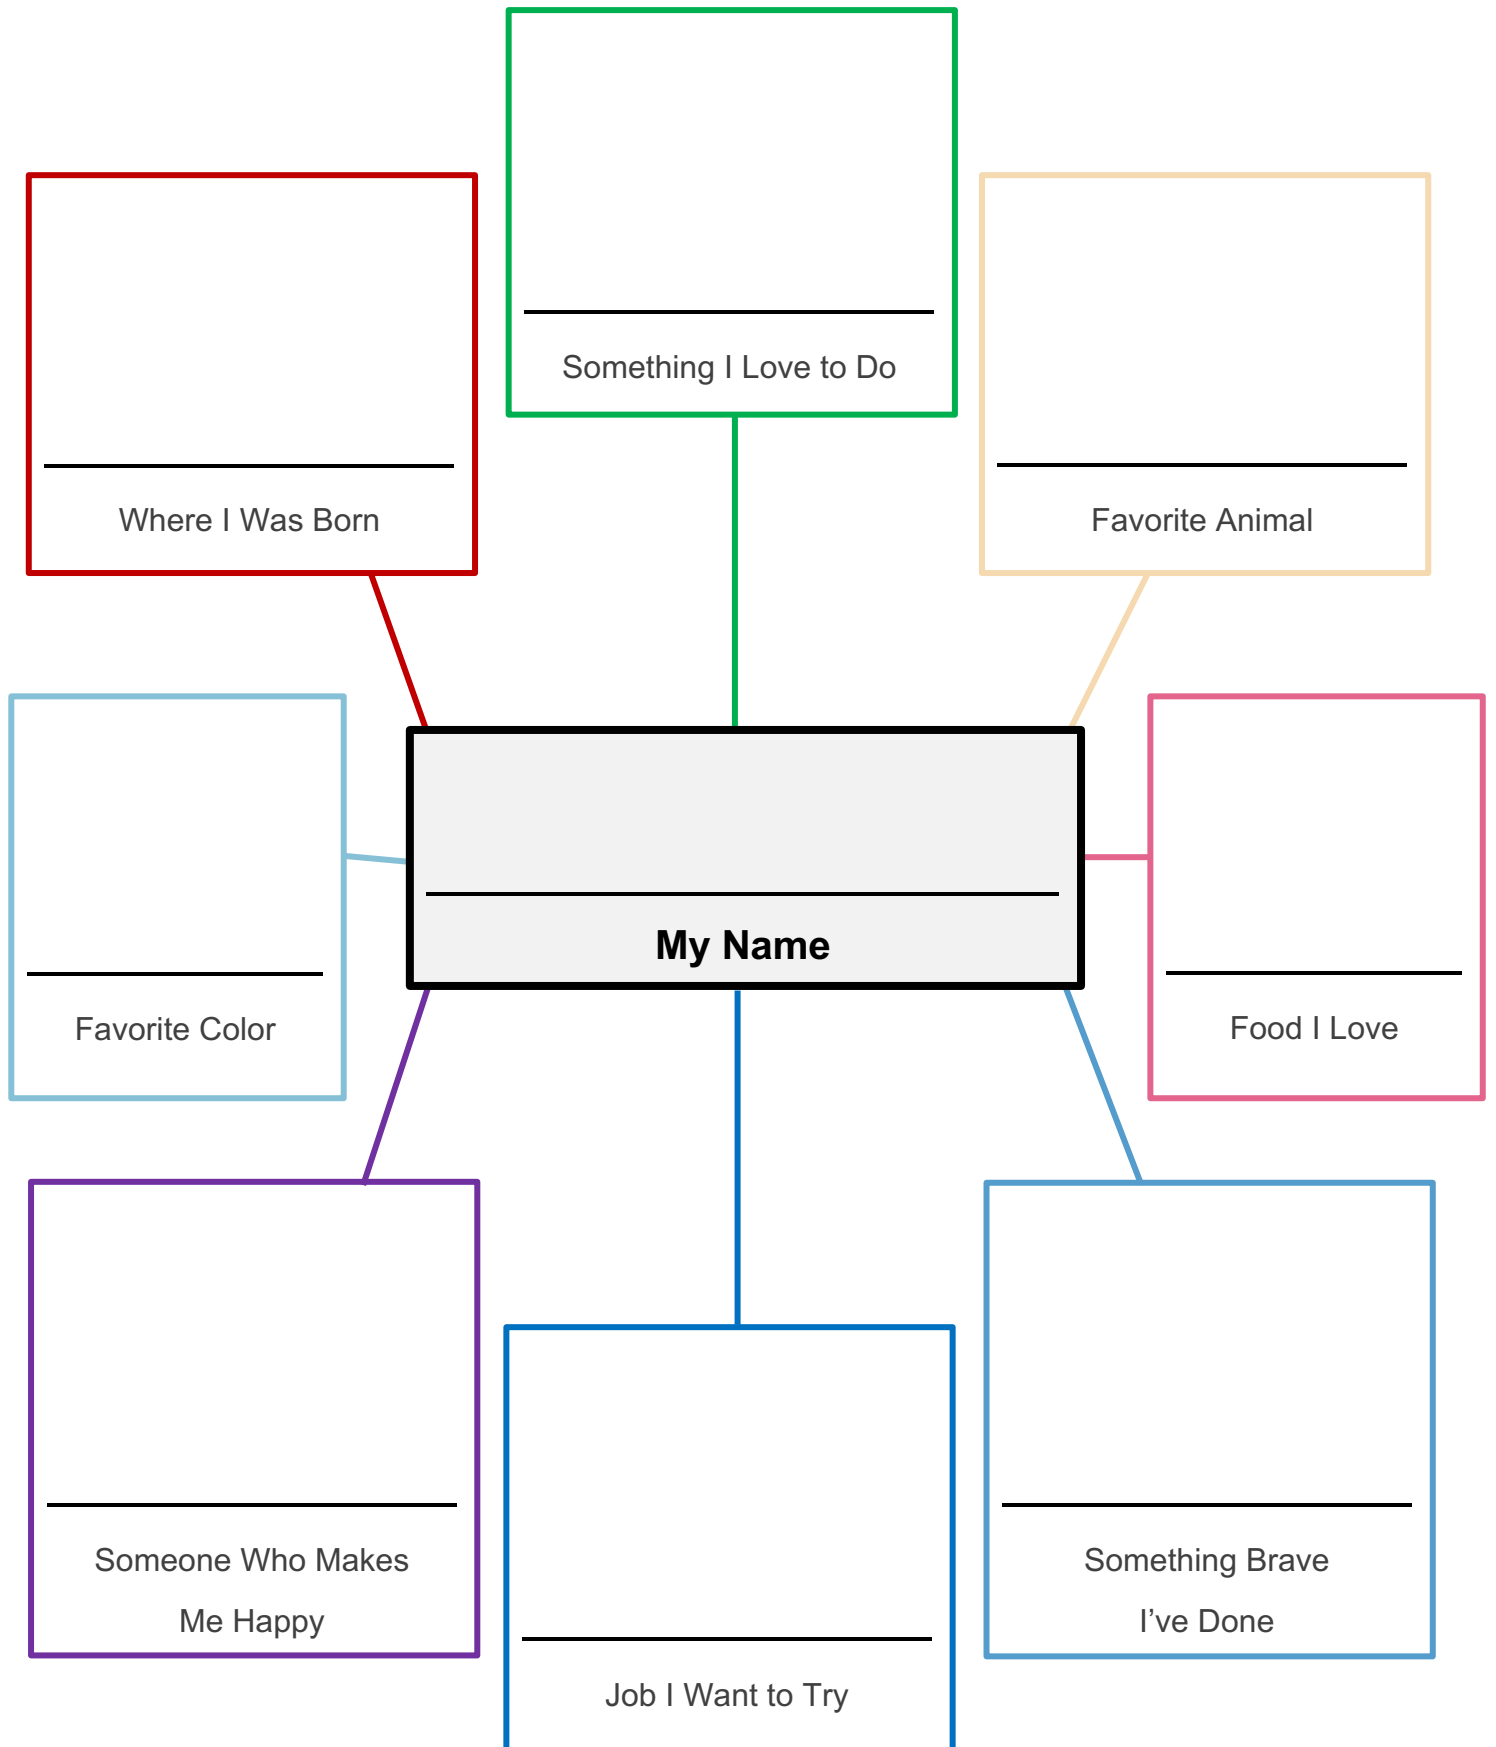 Something I Love to Do
Where I Was Born
Favorite Animal
My Name
Favorite Color
Food I Love
Someone Who Makes
Me Happy
Something Brave
I’ve Done
Job I Want to Try